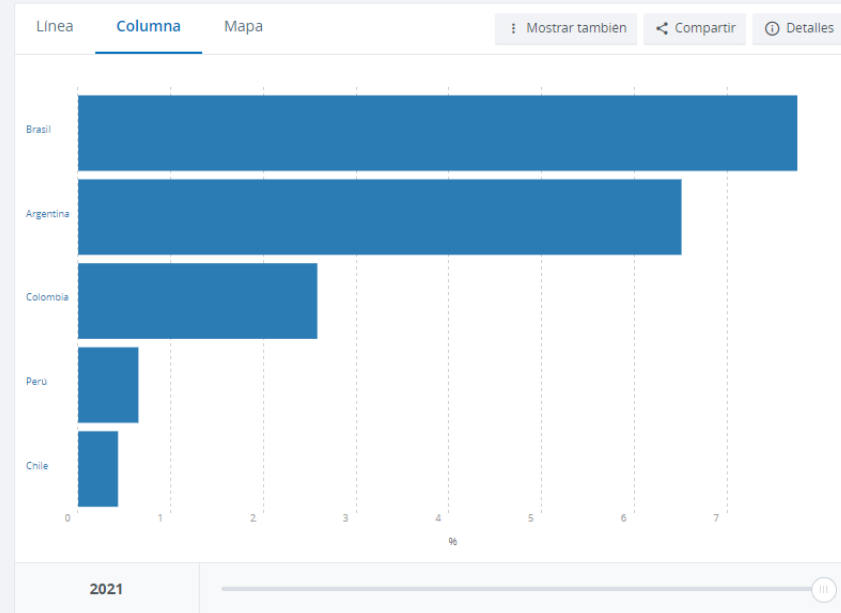 Línea Columna Mapa Mostrar también Compartir Detalles
Brasil
Argentina
Colombia
Perú
Chile
0 1 2 3 4 5 6 7
%
2021